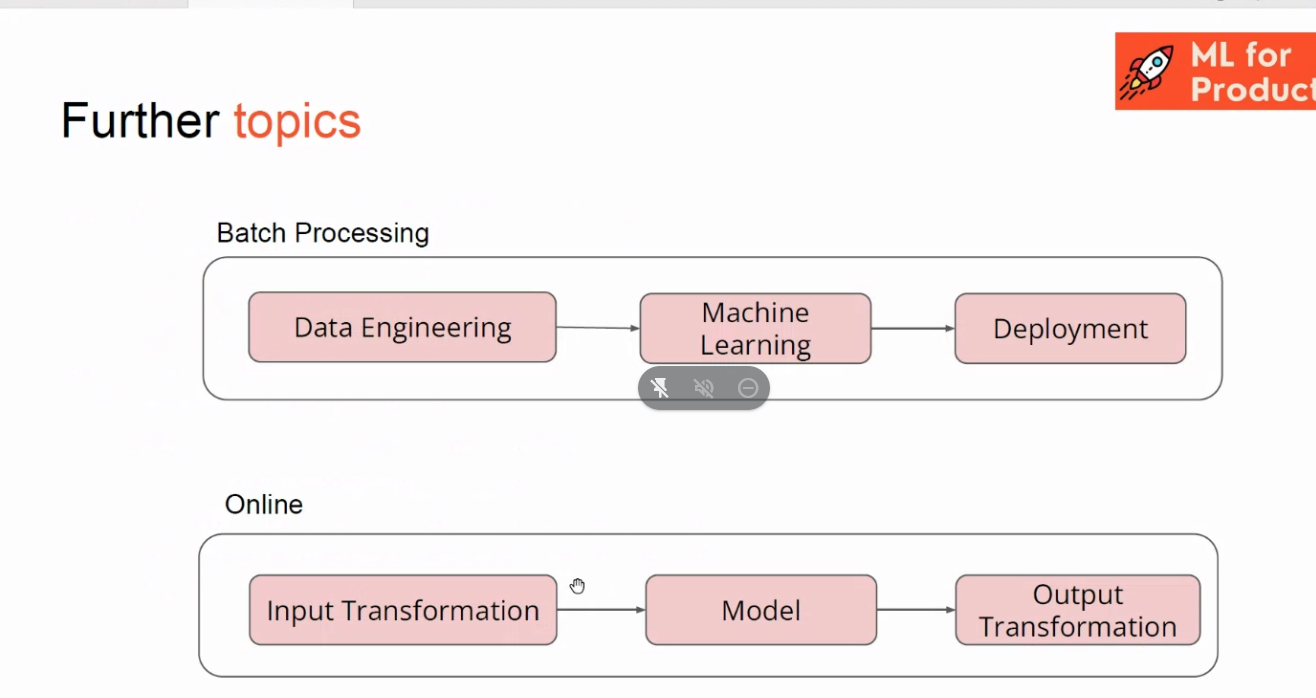 ML for
Product
Further topics
Batch Processing
Data Engineering
Machine
Learning
Deployment
Online
Input Transformation
Model
Output
Transformation